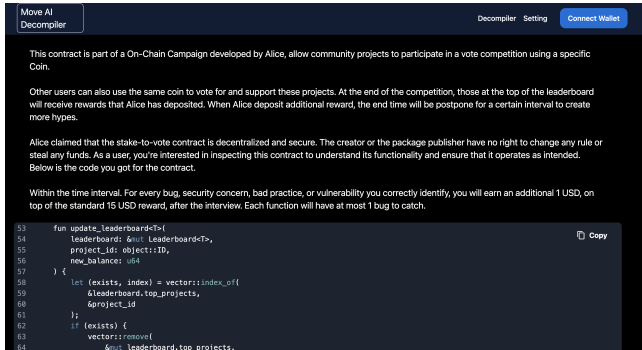 Move AI
Decompiler
Decompiler Setting Connect Wallet
This contract is part of a On-Chain Campaign developed by Alice, allow community projects to participate in a vote competition using a specific
Coin.
Other users can also use the same coin to vote for and support these projects. At the end of the competition, those at the top of the leaderboard
will receive rewards that Alice has deposited. When Alice deposit additional reward, the end time will be postpone for a certain interval to create
more hypes.
Alice claimed that the stake-to-vote contract is decentralized and secure. The creator or the package publisher have no right to change any rule or
steal any funds. As a user, you're interested in inspecting this contract to understand its functionality and ensure that it operates as intended.
Below is the code you got for the contract.
Within the time interval. For every bug, security concern, bad practice, or vulnerability you correctly identify, you will earn an additional 1 USD, on
top of the standard 15 USD reward, after the interview. Each function will have at most 1 bug to catch.
Copy
53 fun update_leaderboard<T>(
54 leaderboard: &mut Leaderboard<T>,
55 project_id: object::ID,
56 new_balance: u64
57 ) {
58 let (exists, index) = vector::index_of(
59 &leaderboard.top_projects,
60 &project_id
61 );
62 if (exists) {
63 vector::remove(
64 &mut leaderboard.top_projects,